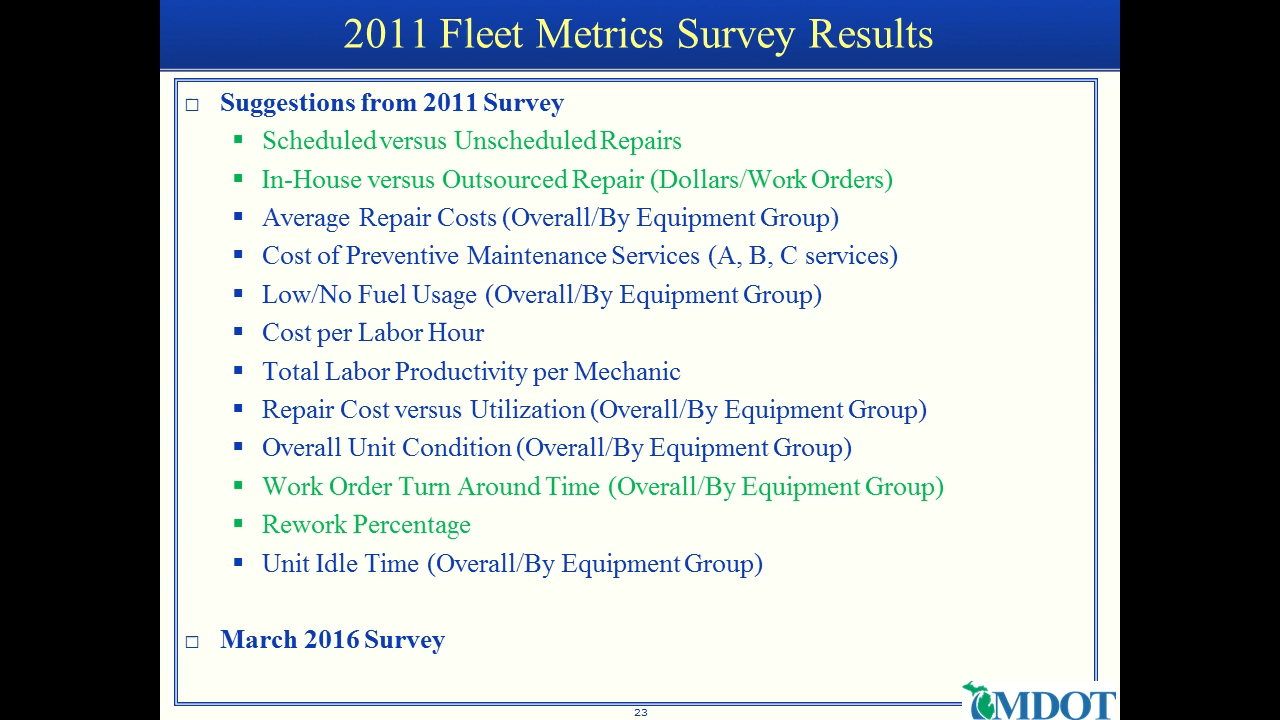 2011 Fleet Metrics Survey Results
Suggestions from 2011 Survey
Scheduled versus Unscheduled Repairs
In-House versus Outsourced Repair (Dollars/Work Orders)
Average Repair Costs (Overall/By Equipment Group)
Cost of Preventive Maintenance Services (A, B, C services)
Low/No Fuel Usage (Overall/By Equipment Group)
Cost per Labor Hour
Total Labor Productivity per Mechanic
Repair Cost versus Utilization (Overall/By Equipment Group)
Overall Unit Condition (Overall/By Equipment Group)
Work Order Turn Around Time (Overall/By Equipment Group)
Rework Percentage
Unit Idle Time (Overall/By Equipment Group)
March 2016 Survey
23
MDOT